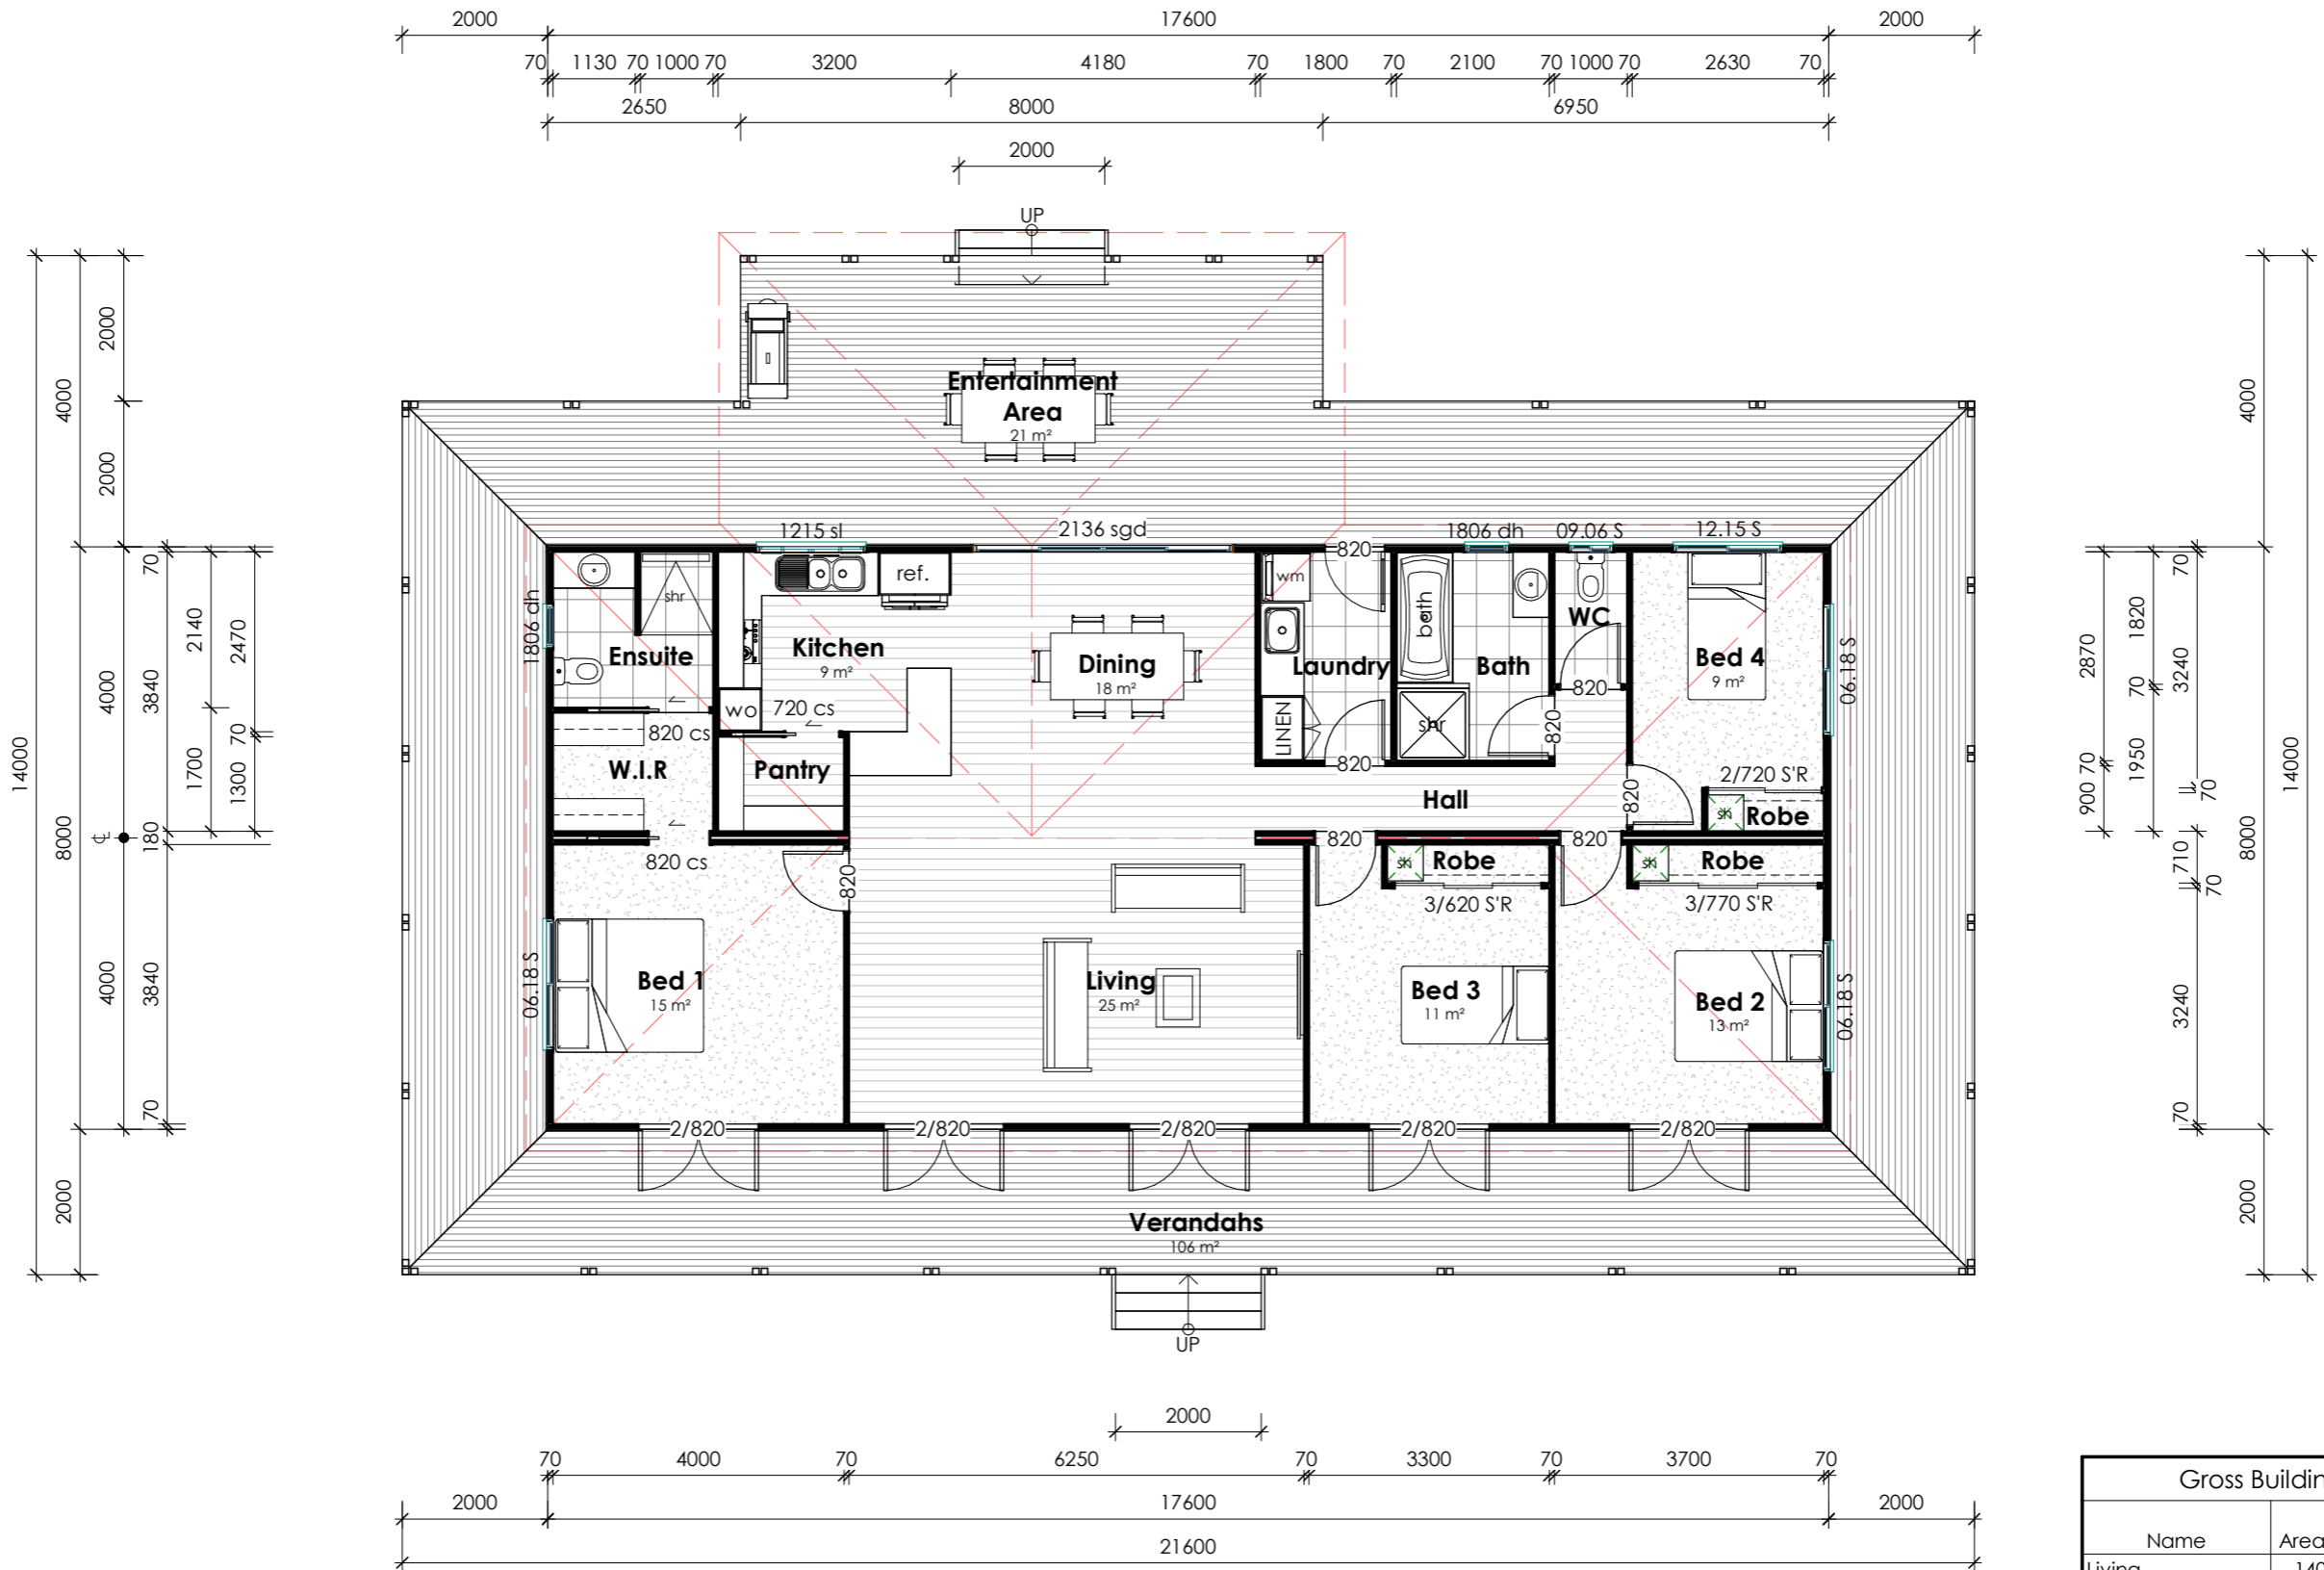 2000 17600 2000
70 1130 70 1000 70 3200 4180 70 1800 70 2100 70 1000 70 2630 70
2650 8000 6950
2000
UP
14000
4000
8000
2000
2000
2000
4000
4000
70
3840
180
3840
70
2140
1700
2470
70
1300
Entertainment
Area
21 m²
1215 sl
2136 sgd
820
1806 dh
09.06 S
12.15 S
1806 dh
shr
Ensuite
820 cs
W.I.R
820 cs
ref.
Kitchen
9 m²
wo
720 cs
Pantry
Dining
18 m²
wm
Laundry
LINEN
820
bath
Bath
shr
820
WC
820
Bed 4
9 m²
06.18 S
2/720 S'R
sh
Robe
820
Hall
820
820
820
06.18 S
Bed 1
15 m²
Living
25 m²
sh
Robe
3/620 S'R
Bed 3
11 m²
sh
Robe
3/770 S'R
Bed 2
13 m²
06.18 S
2/820 2/820 2/820 2/820 2/820
Verandahs
106 m²
UP
2870
70
900
1820
70
1950
70
3240
70
710
70
3240
70
4000
8000
2000
14000
2000
70 4000 70 6250 70 3300 70 3700 70
2000 17600 2000
21600
Gross Buildin
Name Area
Living 140